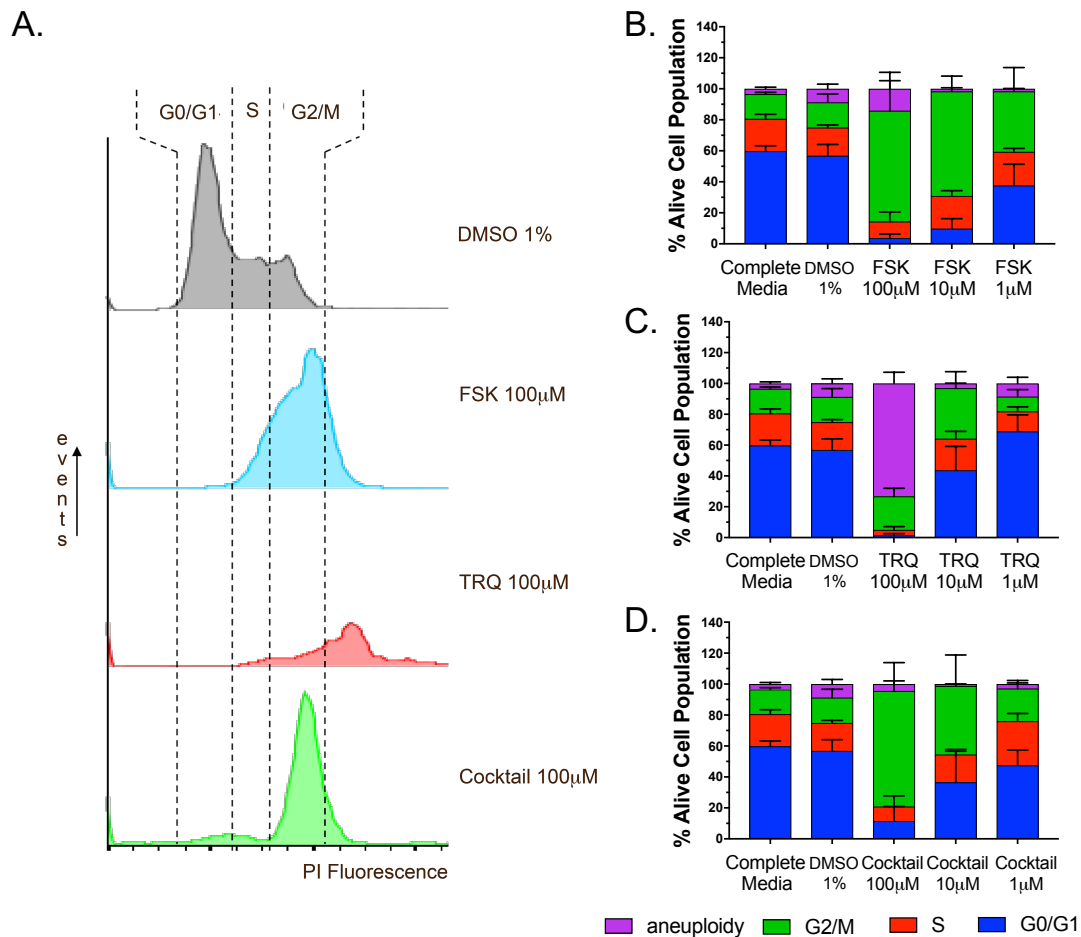 A.
G0/G1
S
G2/M
DMSO 1%
FSK 100µM
TRQ 100µM
Cocktail 100µM
events
PI Fluorescence
B.
% Alive Cell Population
140
120
100
80
60
40
20
0
Complete Media
DMSO 1%
FSK 100µM
FSK 10µM
FSK 1µM
C.
% Alive Cell Population
140
120
100
80
60
40
20
0
Complete Media
DMSO 1%
TRQ 100µM
TRQ 10µM
TRQ 1µM
D.
% Alive Cell Population
140
120
100
80
60
40
20
0
Complete Media
DMSO 1%
Cocktail 100µM
Cocktail 10µM
Cocktail 1µM
aneuploidy
G2/M
S
G0/G1